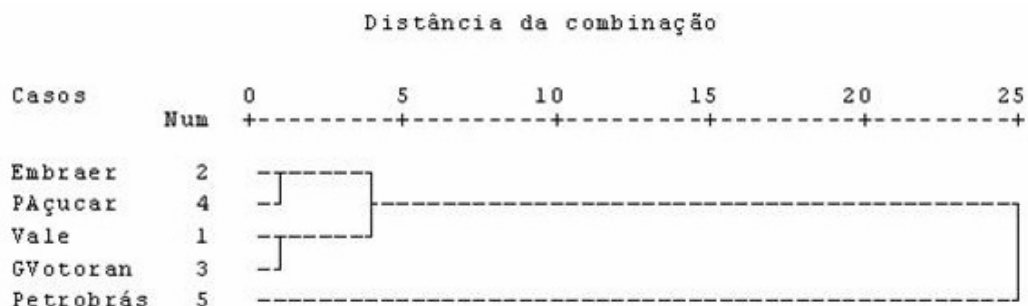 Distância da combinação
Casos 0 5 10 15 20 25
Num
Embraer 2
PAçucar 4
Vale 1
GVotoran 3
Petrobrás 5